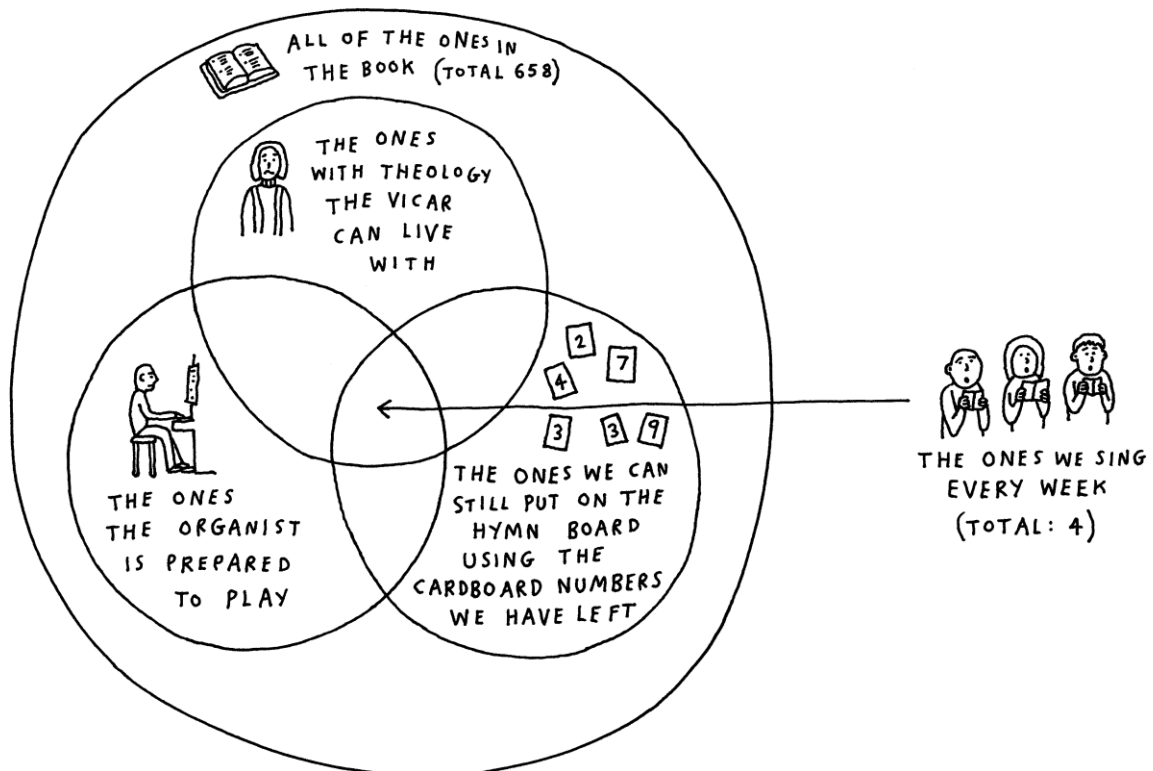 ALL OF THE ONES IN
THE BOOK (TOTAL 658)
THE ONES
WITH THEOLOGY
THE VICAR
CAN LIVE
WITH
2
7
4
3
3
9
THE ONES
THE ORGANIST
IS PREPARED
TO PLAY
THE ONES WE CAN
STILL PUT ON THE
HYMN BOARD
USING THE
CARDBOARD NUMBERS
WE HAVE LEFT
THE ONES WE SING
EVERY WEEK
(TOTAL: 4)